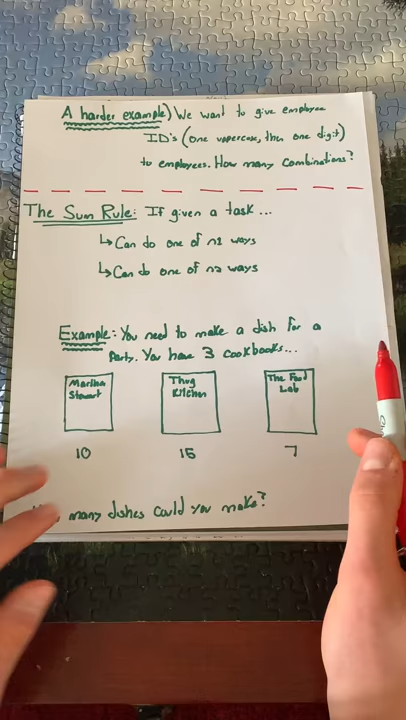 A harder example) We want to give employee
ID's (one uppercase, then one digit)
to employees. How many combinations?
The Sum Rule: If given a task...
↳ Can do one of n1 ways
↳ Can do one of n2 ways
Example: You need to make a dish for a
Party. You have 3 cookbooks...
Martha
Stewart
Thug
Kitchen
The Food
Lab
10
15
7
many dishes could you make?